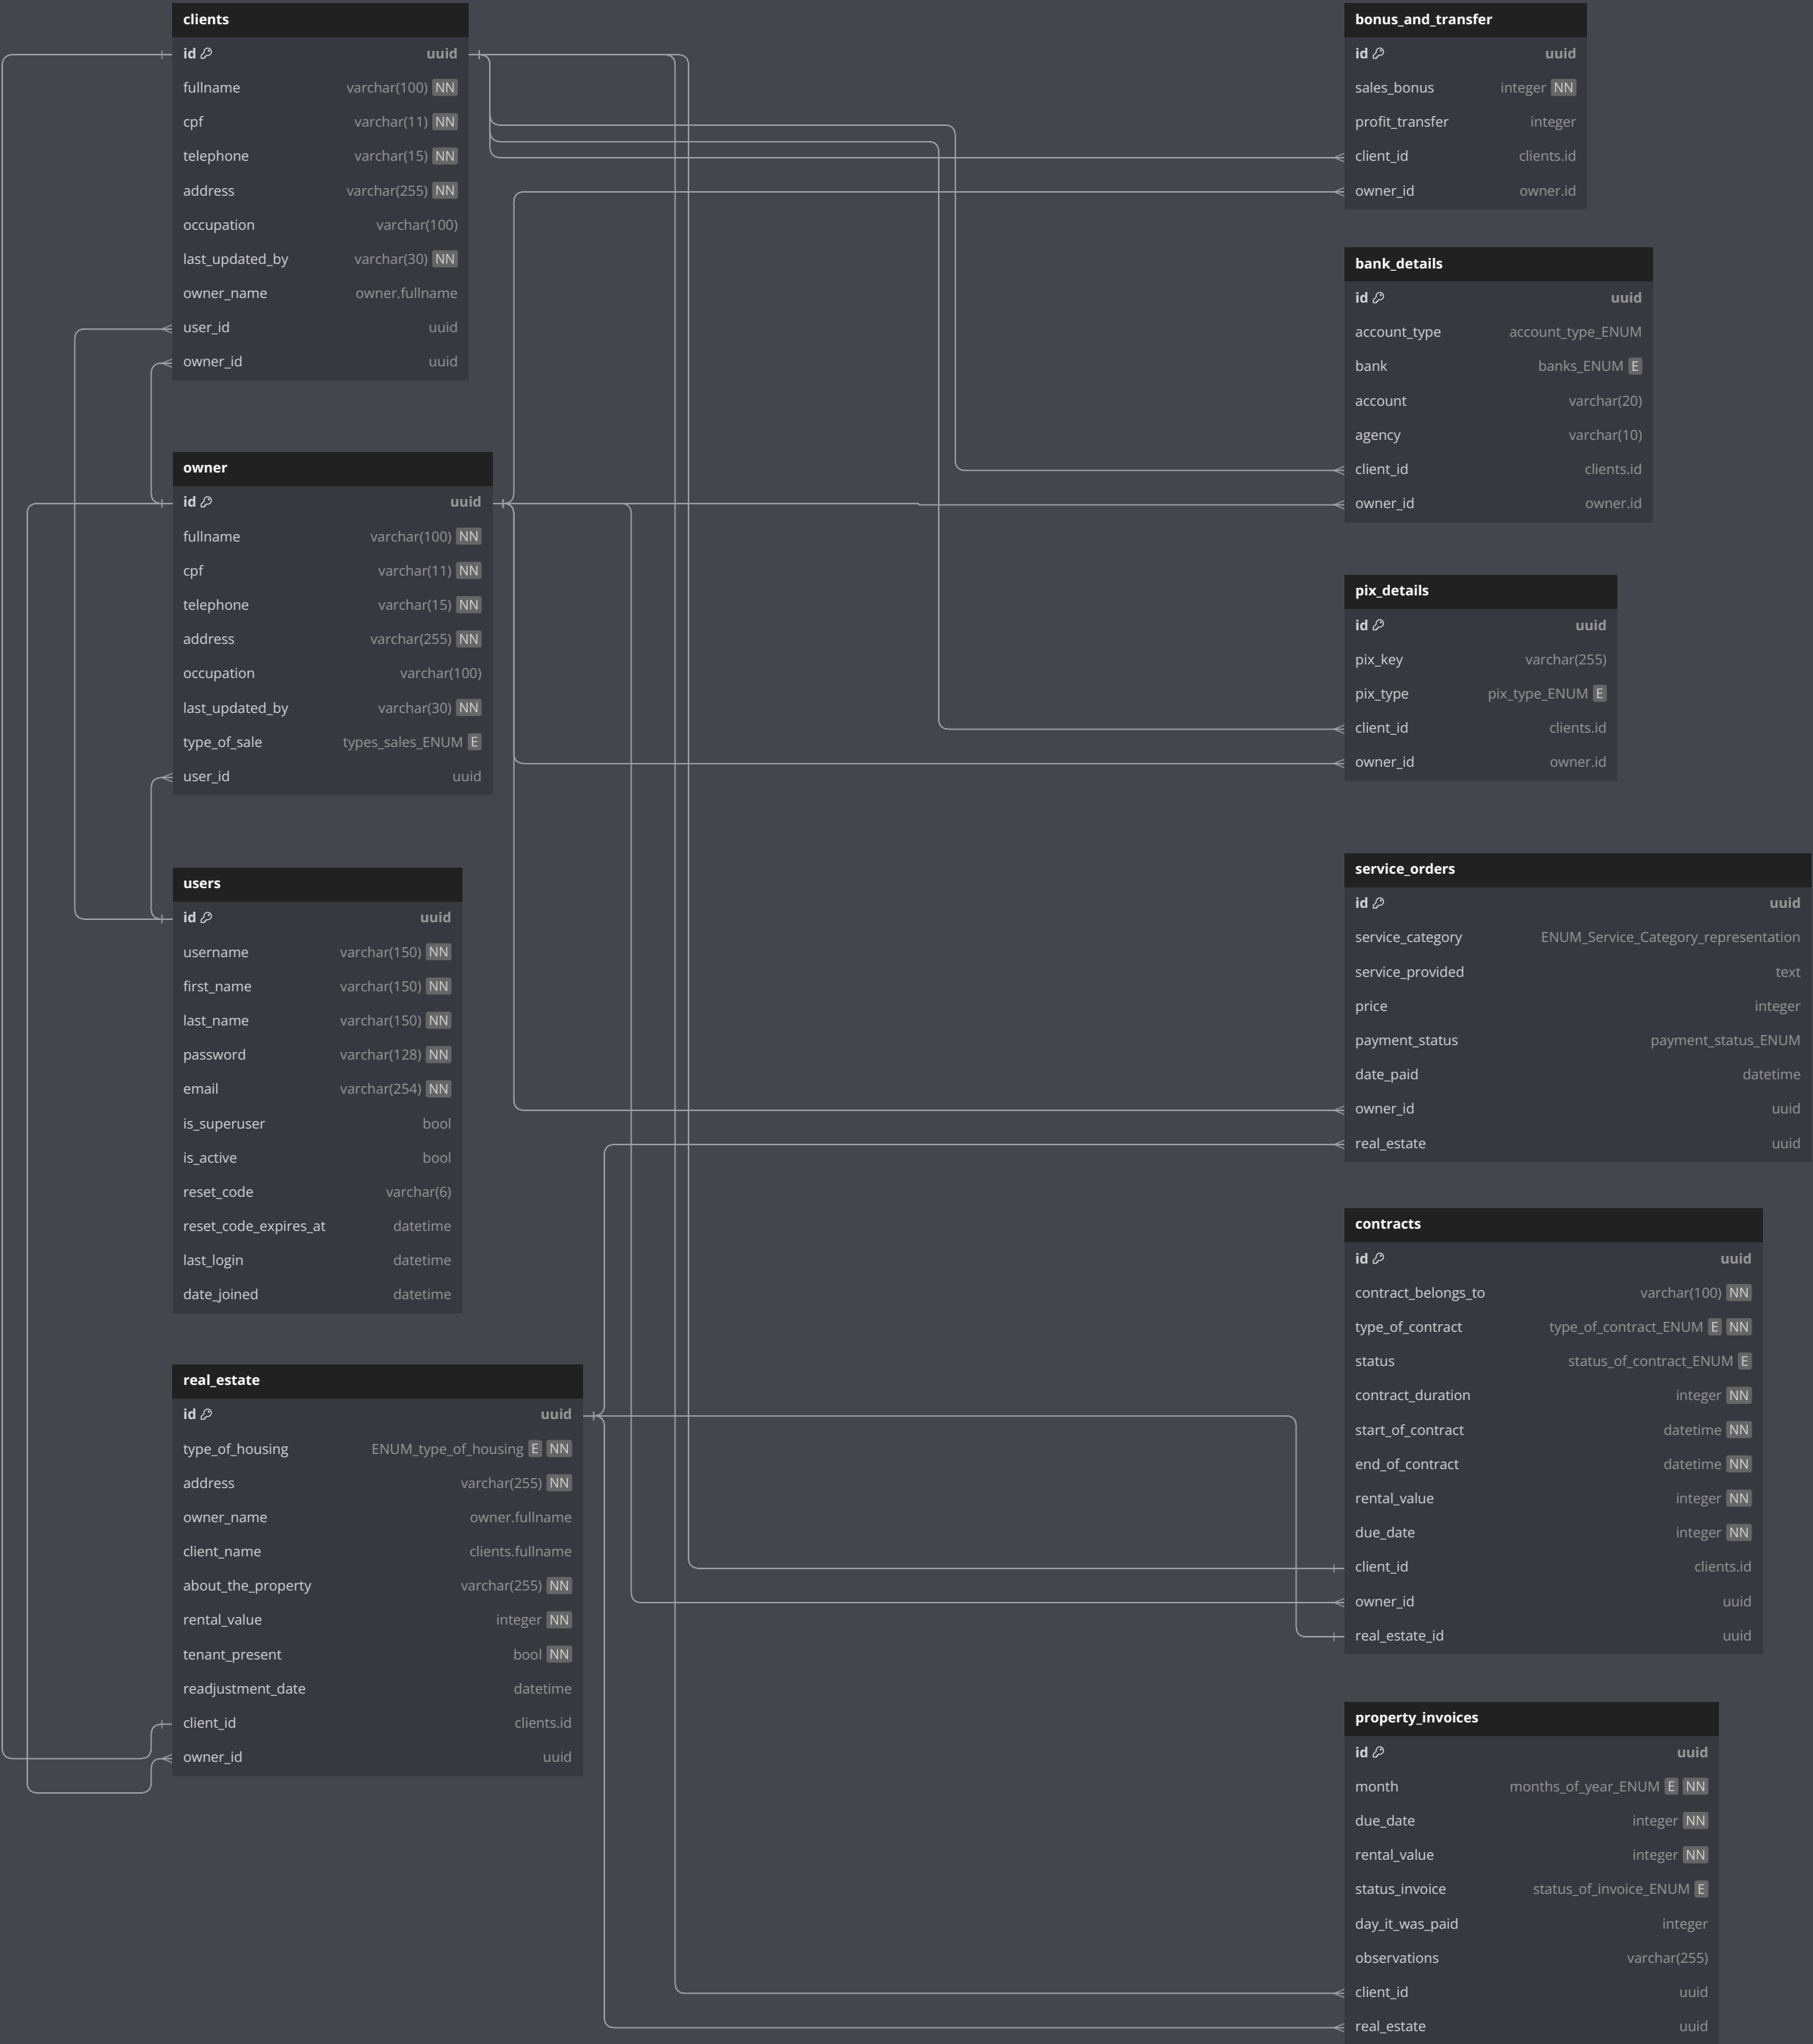 clients
id uuid
fullname varchar(100) NN
cpf varchar(11) NN
telephone varchar(15) NN
address varchar(255) NN
occupation varchar(100)
last_updated_by varchar(30) NN
owner_name owner.fullname
user_id uuid
owner_id uuid
owner
id uuid
fullname varchar(100) NN
cpf varchar(11) NN
telephone varchar(15) NN
address varchar(255) NN
occupation varchar(100)
last_updated_by varchar(30) NN
type_of_sale types_sales_ENUM E
user_id uuid
users
id uuid
username varchar(150) NN
first_name varchar(150) NN
last_name varchar(150) NN
password varchar(128) NN
email varchar(254) NN
is_superuser bool
is_active bool
reset_code varchar(6)
reset_code_expires_at datetime
last_login datetime
date_joined datetime
real_estate
id uuid
type_of_housing ENUM_type_of_housing E NN
address varchar(255) NN
owner_name owner.fullname
client_name clients.fullname
about_the_property varchar(255) NN
rental_value integer NN
tenant_present bool NN
readjustment_date datetime
client_id clients.id
owner_id uuid
bonus_and_transfer
id uuid
sales_bonus integer NN
profit_transfer integer
client_id clients.id
owner_id owner.id
bank_details
id uuid
account_type account_type_ENUM
bank banks_ENUM E
account varchar(20)
agency varchar(10)
client_id clients.id
owner_id owner.id
pix_details
id uuid
pix_key varchar(255)
pix_type pix_type_ENUM E
client_id clients.id
owner_id owner.id
service_orders
id uuid
service_category ENUM_Service_Category_representation
service_provided text
price integer
payment_status payment_status_ENUM
date_paid datetime
owner_id uuid
real_estate uuid
contracts
id uuid
contract_belongs_to varchar(100) NN
type_of_contract type_of_contract_ENUM E NN
status status_of_contract_ENUM E
contract_duration integer NN
start_of_contract datetime NN
end_of_contract datetime NN
rental_value integer NN
due_date integer NN
client_id clients.id
owner_id uuid
real_estate_id uuid
property_invoices
id uuid
month months_of_year_ENUM E NN
due_date integer NN
rental_value integer NN
status_invoice status_of_invoice_ENUM E
day_it_was_paid integer
observations varchar(255)
client_id uuid
real_estate uuid